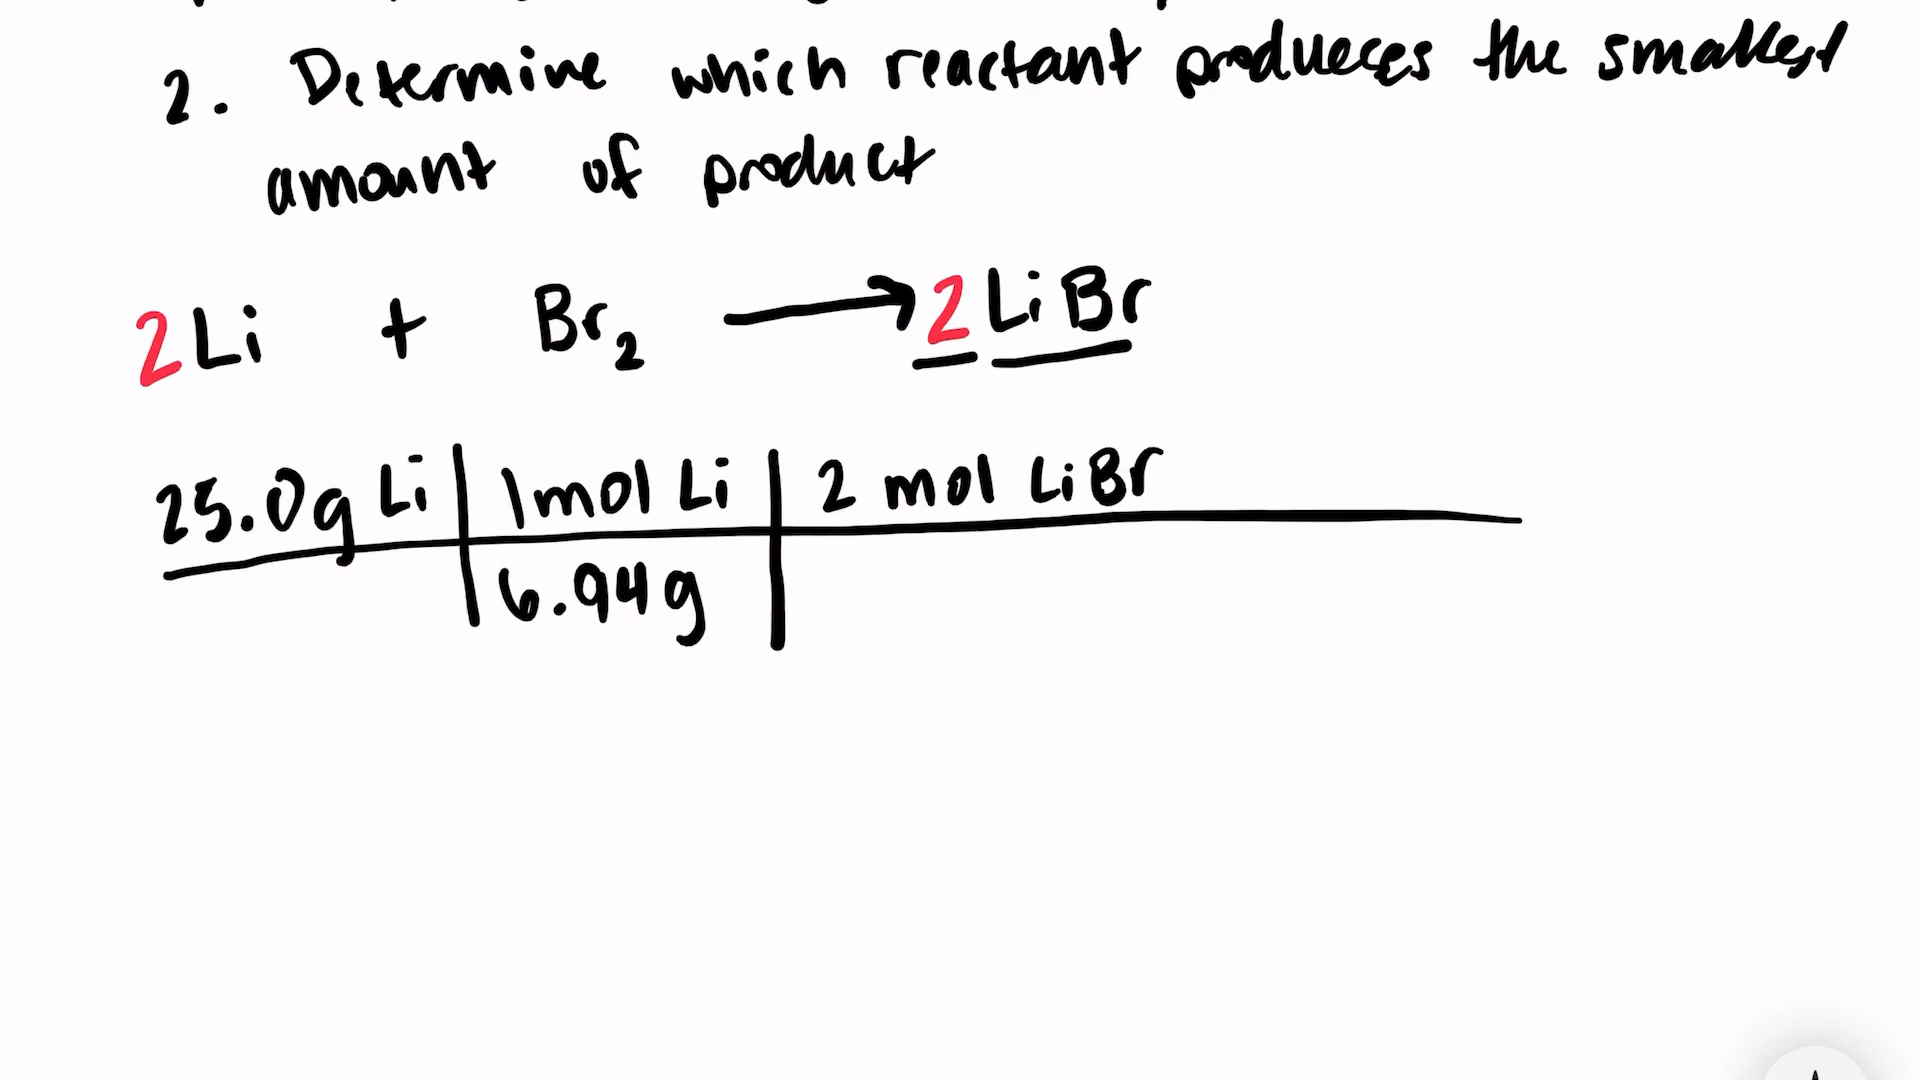 2. Determine which reactant produeces the smallest
amount of product
2Li + Br₂ → 2LiBr
25.0g Li | 1mol Li | 2 mol LiBr
6.94g